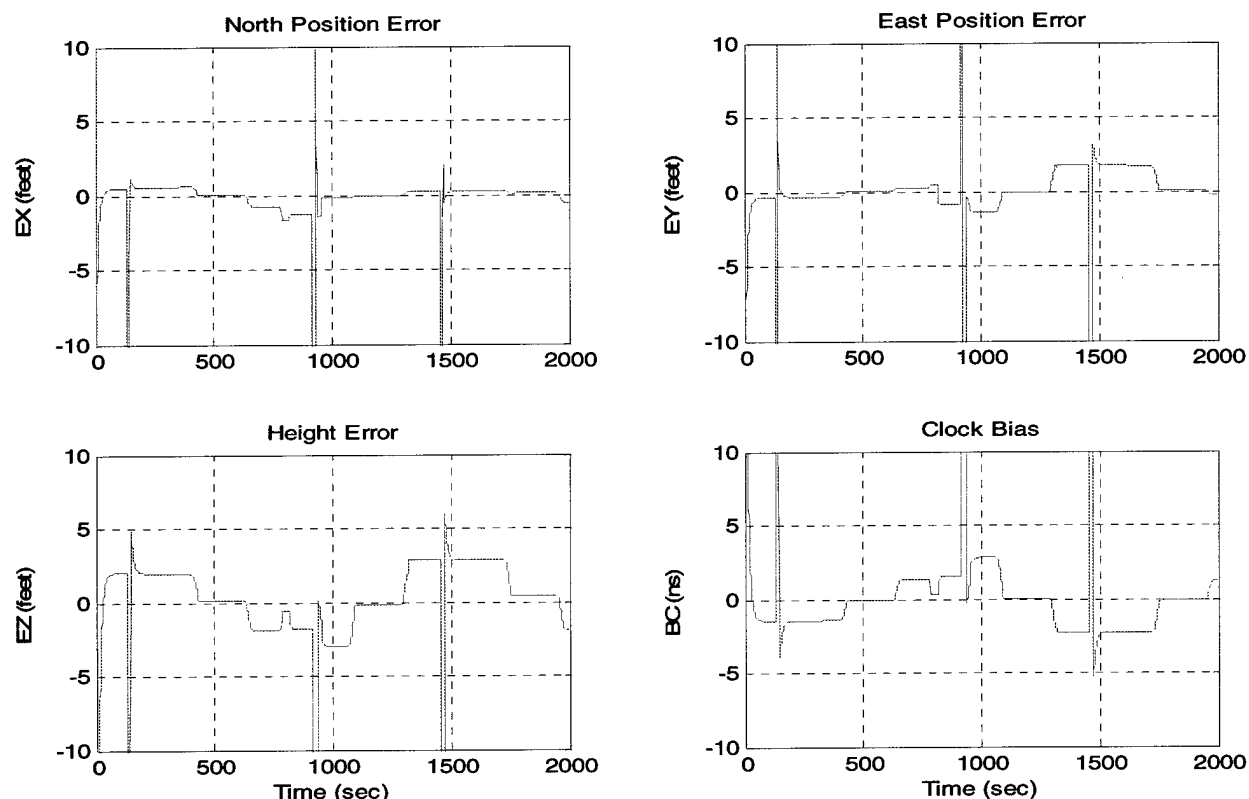 North Position Error
10
5
0
-5
-10
EX (feet)
0 500 1000 1500 2000
East Position Error
10
5
0
-5
-10
EY (feet)
0 500 1000 1500 2000
Height Error
10
5
0
-5
-10
EZ (feet)
0 500 1000 1500 2000
Time (sec)
Clock Bias
10
5
0
-5
-10
BC (ns)
0 500 1000 1500 2000
Time (sec)